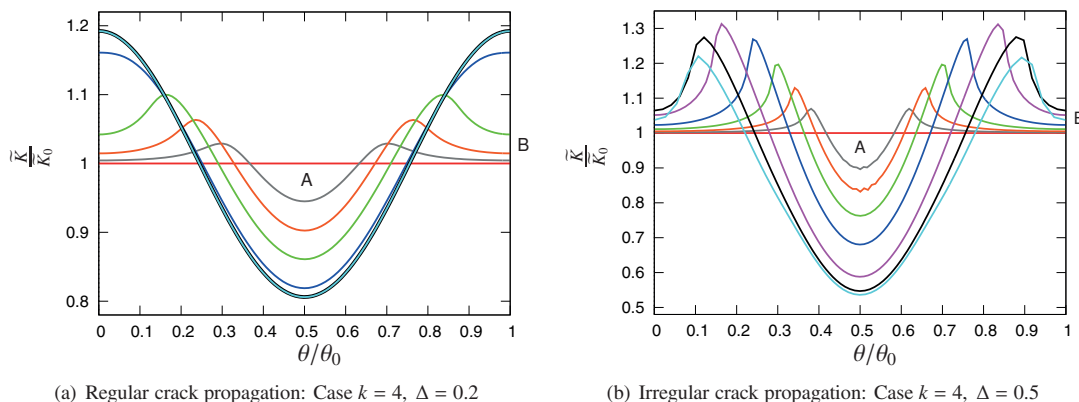 1.2
1.1
1
0.9
0.8
K̃
K̃₀
A
B
0 0.1 0.2 0.3 0.4 0.5 0.6 0.7 0.8 0.9 1
θ/θ₀
(a) Regular crack propagation: Case k = 4, Δ = 0.2
1.3
1.2
1.1
1
0.9
0.8
0.7
0.6
0.5
K̃
K̃₀
A
B
0 0.1 0.2 0.3 0.4 0.5 0.6 0.7 0.8 0.9 1
θ/θ₀
(b) Irregular crack propagation: Case k = 4, Δ = 0.5